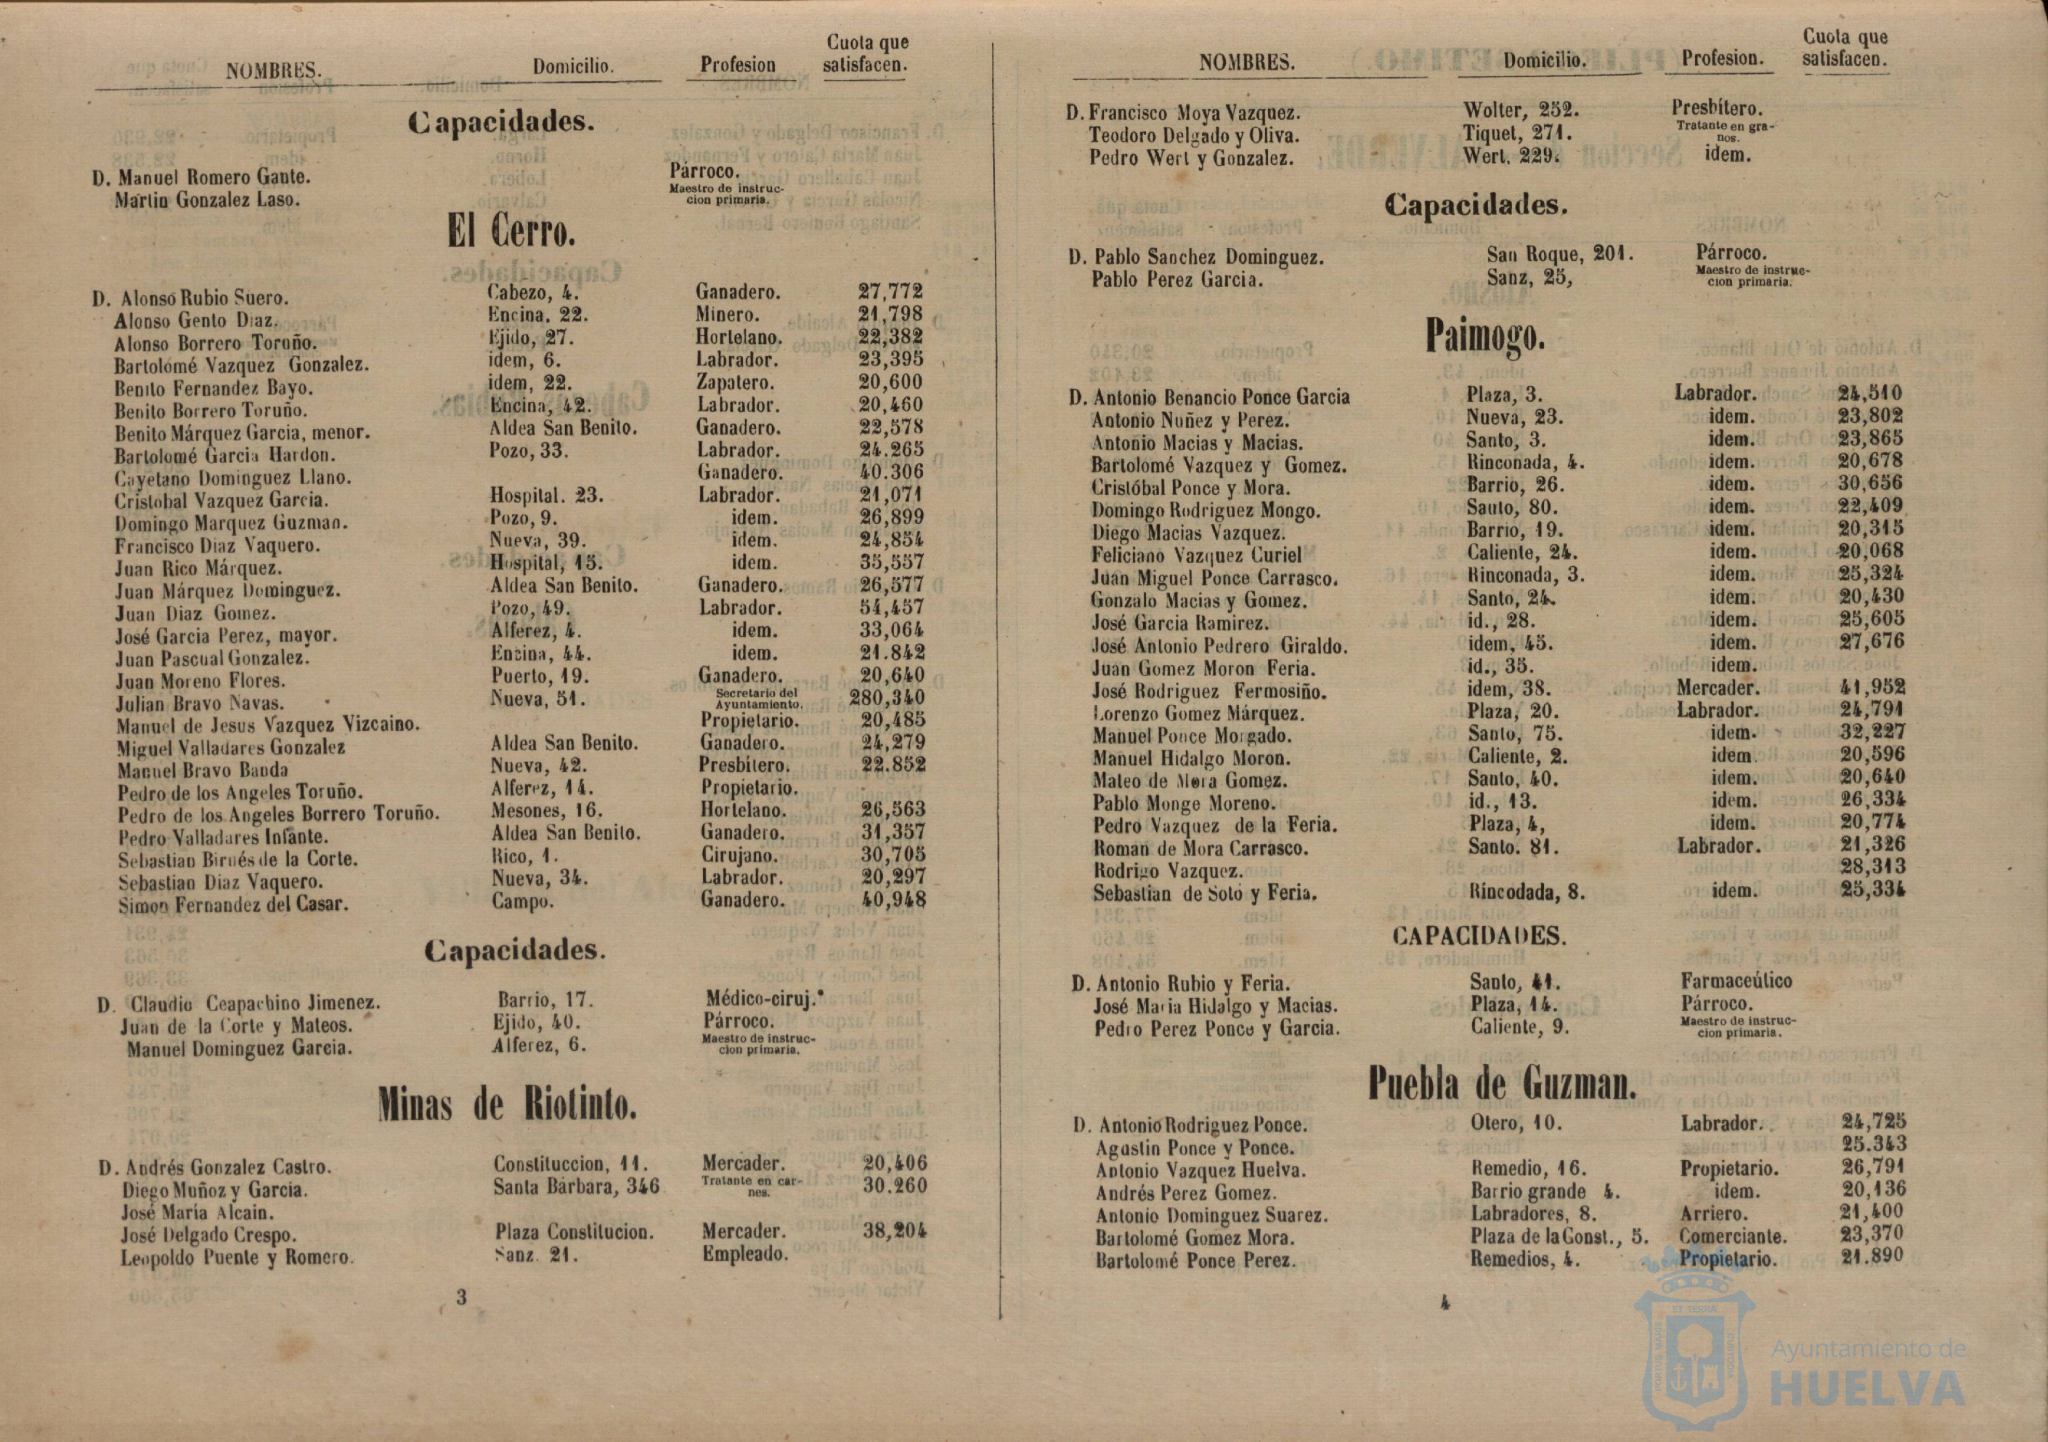 NOMBRES. Domicilio. Profesion Cuota que satisfacen.
Capacidades.
D. Manuel Romero Gante. Párroco.
Martin Gonzalez Laso. Maestro de instruccion primaria.
El Cerro.
D. Alonso Rubio Suero. Cabezo, 4. Ganadero. 27,772
Alonso Gento Diaz. Encina. 22. Minero. 21,798
Alonso Borrero Toruño. Ejido, 27. Hortelano. 22,382
Bartolomé Vazquez Gonzalez. idem, 6. Labrador. 23,395
Benito Fernandez Bayo. idem, 22. Zapatero. 20,600
Benito Borrero Toruño. Encina, 42. Labrador. 20,460
Benito Márquez Garcia, menor. Aldea San Benito. Ganadero. 22,578
Bartolomé Garcia Hardon. Pozo, 33. Labrador. 24.265
Cayetano Dominguez Llano. Ganadero. 40.306
Cristobal Vazquez Garcia. Hospital. 23. Labrador. 21,071
Domingo Marquez Guzman. Pozo, 9. idem. 26,899
Francisco Diaz Vaquero. Nueva, 39. idem. 24,854
Juan Rico Márquez. Hospital, 15. idem. 35,557
Juan Márquez Dominguez. Aldea San Benito. Ganadero. 26,577
Juan Diaz Gomez. Pozo, 49. Labrador. 54,457
José Garcia Perez, mayor. Alferez, 4. idem. 33,064
Juan Pascual Gonzalez. Encina, 44. idem. 21.842
Juan Moreno Flores. Puerto, 19. Ganadero. 20,640
Julian Bravo Navas. Nueva, 51. Secretario del Ayuntamiento. 280,340
Manuel de Jesus Vazquez Vizcaino. Propietario. 20,485
Miguel Valladares Gonzalez Aldea San Benito. Ganadero. 24,279
Manuel Bravo Banda Nueva, 42. Presbítero. 22.852
Pedro de los Angeles Toruño. Alferez, 14. Propietario.
Pedro de los Angeles Borrero Toruño. Mesones, 16. Hortelano. 26,563
Pedro Valladares Infante. Aldea San Benito. Ganadero. 31,357
Sebastian Birués de la Corte. Rico, 1. Cirujano. 30,705
Sebastian Diaz Vaquero. Nueva, 34. Labrador. 20,297
Simon Fernandez del Casar. Campo. Ganadero. 40,948
Capacidades.
D. Claudio Ceapachino Jimenez. Barrio, 17. Médico-ciruj.*
Juan de la Corte y Mateos. Ejido, 40. Párroco.
Manuel Dominguez Garcia. Alferez, 6. Maestro de instruccion primaria.
Minas de Riotinto.
D. Andrés Gonzalez Castro. Constituccion, 11. Mercader. 20,406
Diego Muñoz y Garcia. Santa Bárbara, 346 Tratante en carnes. 30.260
José María Alcain.
José Delgado Crespo. Plaza Constitucion. Mercader. 38,204
Leopoldo Puente y Romero. Sanz. 21. Empleado.
3
NOMBRES. Domicilio. Profesion. Cuota que satisfacen.
D. Francisco Moya Vazquez. Wolter, 252. Presbítero.
Teodoro Delgado y Oliva. Tiquet, 271. Tratante en granos.
Pedro Wert y Gonzalez. Wert. 229. idem.
Capacidades.
D. Pablo Sanchez Dominguez. San Roque, 201. Párroco.
Pablo Perez Garcia. Sanz, 25, Maestro de instruccion primaria.
Paimogo.
D. Antonio Benancio Ponce Garcia Plaza, 3. Labrador. 24,510
Antonio Nuñez y Perez. Nueva, 23. idem. 23,802
Antonio Macias y Macias. Santo, 3. idem. 23,865
Bartolomé Vazquez y Gomez. Rinconada, 4. idem. 20,678
Cristóbal Ponce y Mora. Barrio, 26. idem. 30,656
Domingo Rodriguez Mongo. Santo, 80. idem. 22,409
Diego Macias Vazquez. Barrio, 19. idem. 20,315
Feliciano Vazquez Curiel Caliente, 24. idem. 20,068
Juan Miguel Ponce Carrasco. Rinconada, 3. idem. 25,324
Gonzalo Macias y Gomez. Santo, 24. idem. 20,430
José Garcia Ramirez. id., 28. idem. 25,605
José Antonio Pedrero Giraldo. idem, 45. idem. 27,676
Juan Gomez Moron Feria. id., 35. idem.
José Rodriguez Fermosiño. idem, 38. Mercader. 41,952
Lorenzo Gomez Márquez. Plaza, 20. Labrador. 24,791
Manuel Ponce Morgado. Santo, 75. idem. 32,227
Manuel Hidalgo Moron. Caliente, 2. idem 20,596
Mateo de Mora Gomez. Santo, 40. idem. 20,640
Pablo Monge Moreno. id., 13. idem. 26,334
Pedro Vazquez de la Feria. Plaza, 4, idem. 20,774
Roman de Mora Carrasco. Santo. 81. Labrador. 21,326
Rodrigo Vazquez. 28,313
Sebastian de Soto y Feria. Rincodada, 8. idem. 25,334
CAPACIDADES.
D. Antonio Rubio y Feria. Santo, 41. Farmaceútico
José Maria Hidalgo y Macias. Plaza, 14. Párroco.
Pedro Perez Ponce y Garcia. Caliente, 9. Maestro de instruccion primaria.
Puebla de Guzman.
D. Antonio Rodriguez Ponce. Otero, 10. Labrador. 24,725
Agustin Ponce y Ponce. 25.343
Antonio Vazquez Huelva. Remedio, 16. Propietario. 26,791
Andrés Perez Gomez. Barrio grande 4. idem. 20,136
Antonio Dominguez Suarez. Labradores, 8. Arriero. 21,400
Bartolomé Gomez Mora. Plaza de la Const., 5. Comerciante. 23,370
Bartolomé Ponce Perez. Remedios, 4. Propietario. 21.890
4
Ayuntamiento de
HUELVA